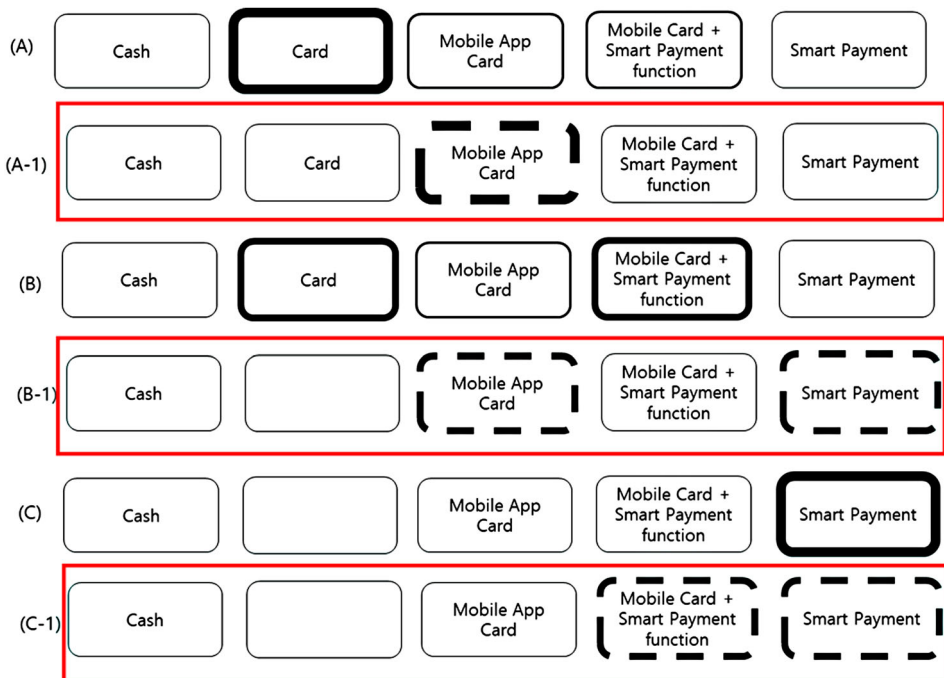 (A)
Cash
Card
Mobile App
Card
Mobile Card +
Smart Payment
function
Smart Payment
(A-1)
Cash
Card
Mobile App
Card
Mobile Card +
Smart Payment
function
Smart Payment
(B)
Cash
Card
Mobile App
Card
Mobile Card +
Smart Payment
function
Smart Payment
(B-1)
Cash
Mobile App
Card
Mobile Card +
Smart Payment
function
Smart Payment
(C)
Cash
Mobile App
Card
Mobile Card +
Smart Payment
function
Smart Payment
(C-1)
Cash
Mobile App
Card
Mobile Card +
Smart Payment
function
Smart Payment